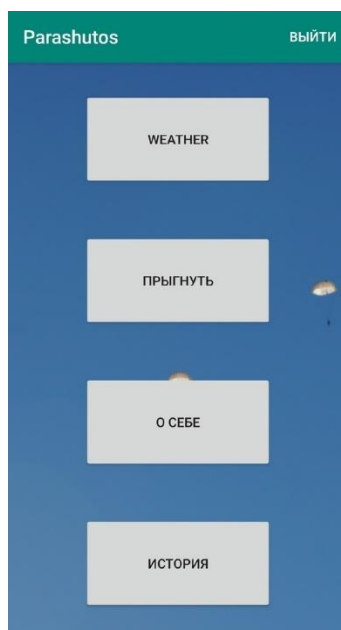 Parashutos
ВЫЙТИ
WEATHER
ПРЫГНУТЬ
О СЕБЕ
ИСТОРИЯ